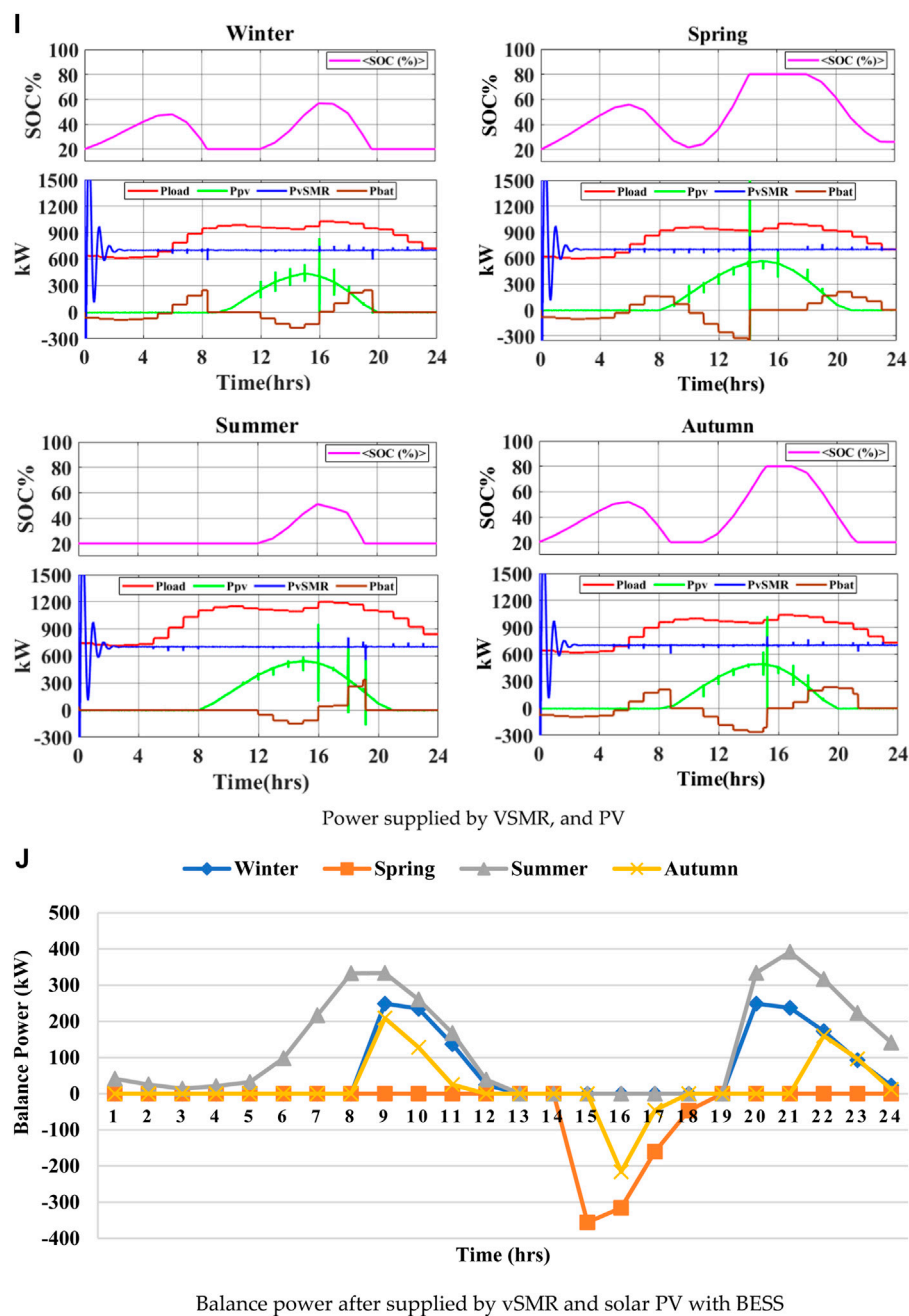 I
Winter
SOC%
100
80
60
40
20
<SOC (%)>
kW
1500
1200
900
600
300
0
-300
Pload Ppv PvSMR Pbat
0 4 8 12 16 20 24
Time(hrs)
Spring
SOC%
100
80
60
40
20
<SOC (%)>
kW
1500
1200
900
600
300
0
-300
Pload Ppv PvSMR Pbat
0 4 8 12 16 20 24
Time(hrs)
Summer
SOC%
100
80
60
40
20
<SOC (%)>
kW
1500
1200
900
600
300
0
-300
Pload Ppv PvSMR Pbat
0 4 8 12 16 20 24
Time(hrs)
Autumn
SOC%
100
80
60
40
20
<SOC (%)>
kW
1500
1200
900
600
300
0
-300
Pload Ppv PvSMR Pbat
0 4 8 12 16 20 24
Time(hrs)
Power supplied by VSMR, and PV
J
Winter Spring Summer Autumn
Balance Power (kW)
500
400
300
200
100
0
-100
-200
-300
-400
1 2 3 4 5 6 7 8 9 10 11 12 13 14 15 16 17 18 19 20 21 22 23 24
Time (hrs)
Balance power after supplied by vSMR and solar PV with BESS